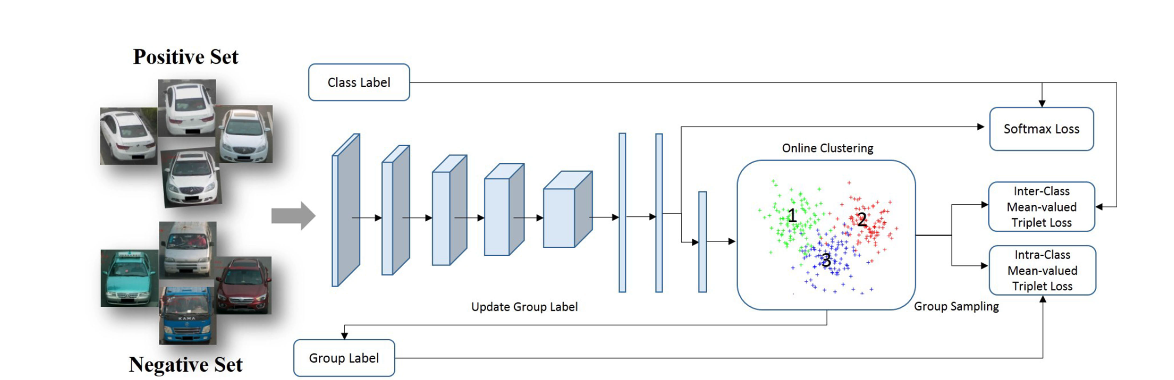 Positive Set
Class Label
Softmax Loss
Online Clustering
Inter-Class
Mean-valued
Triplet Loss
1
2
3
Intra-Class
Mean-valued
Triplet Loss
Update Group Label
Group Sampling
Group Label
Negative Set